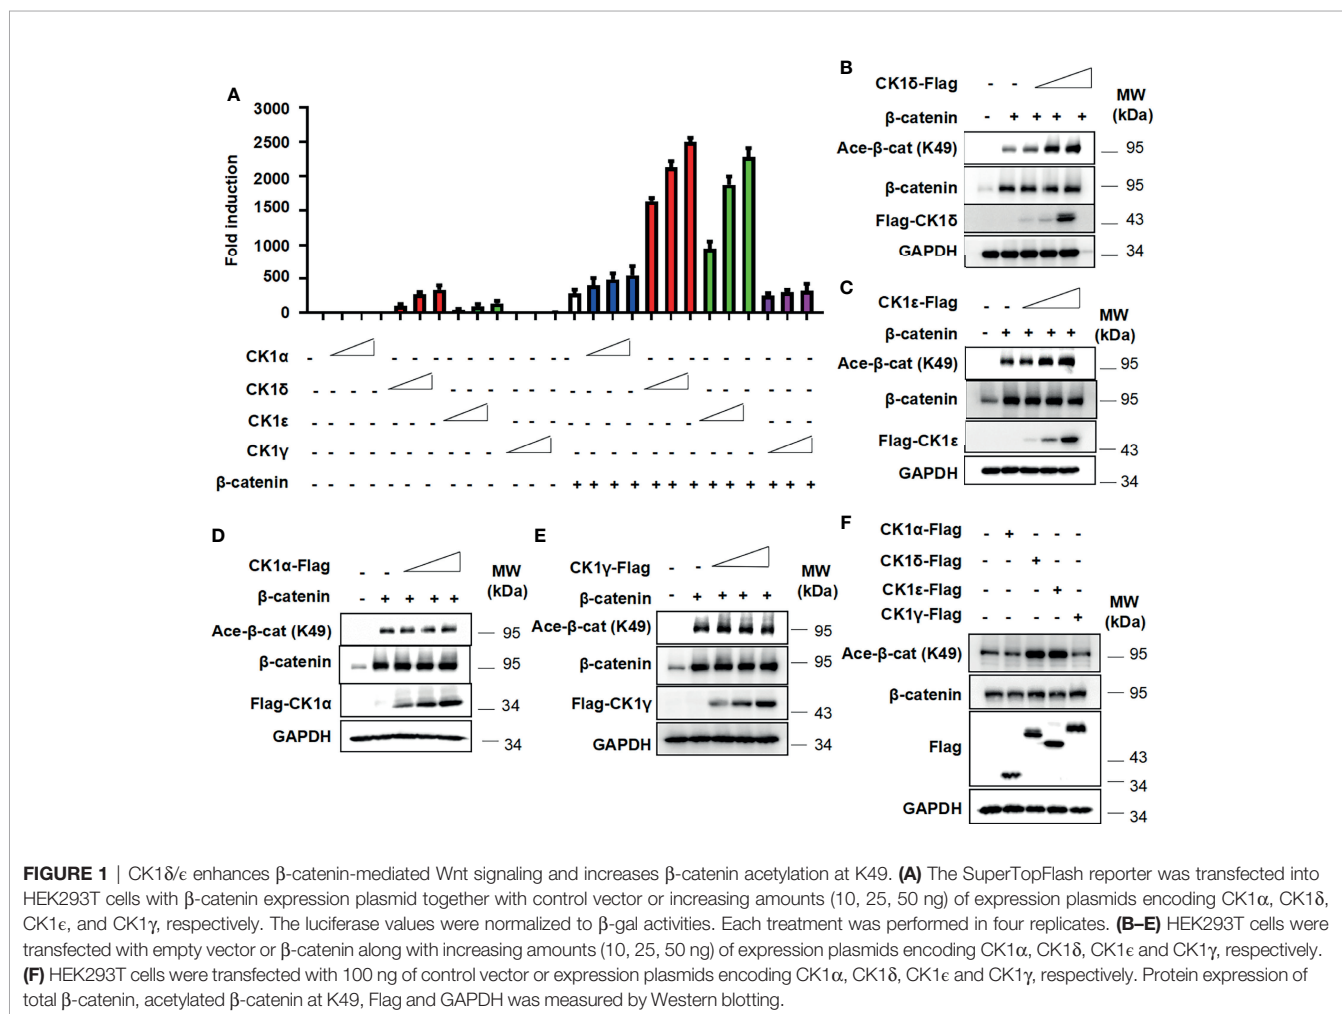 A
3000
2500
2000
1500
1000
500
0
Fold induction
CK1α - - - - - - - - - - - - - - - - - - - - -
CK1δ - - - - - - - - - - - - - - - - - - - -
CK1ε - - - - - - - - - - - - - - - - - - - -
CK1γ - - - - - - - - - - - - - - - - - - - -
β-catenin - - - - - - - - - - - - - + + + + + + + + + + + + +
B
CK1δ-Flag - -
MW
(kDa)
β-catenin - + + + +
Ace-β-cat (K49) 95
β-catenin 95
Flag-CK1δ 43
GAPDH 34
C
CK1ε-Flag - -
MW
(kDa)
β-catenin - + + + +
Ace-β-cat (K49) 95
β-catenin 95
Flag-CK1ε 43
GAPDH 34
D
CK1α-Flag - -
MW
(kDa)
β-catenin - + + + +
Ace-β-cat (K49) 95
β-catenin 95
Flag-CK1α 34
GAPDH 34
E
CK1γ-Flag - -
MW
(kDa)
β-catenin - + + + +
Ace-β-cat (K49) 95
β-catenin 95
Flag-CK1γ 43
GAPDH 34
F
CK1α-Flag - + - - -
CK1δ-Flag - - + - -
CK1ε-Flag - - - + -
CK1γ-Flag - - - - +
MW
(kDa)
Ace-β-cat (K49) 95
β-catenin 95
Flag 43
34
GAPDH 34
FIGURE 1 | CK1δ/ϵ enhances β-catenin-mediated Wnt signaling and increases β-catenin acetylation at K49. (A) The SuperTopFlash reporter was transfected into
HEK293T cells with β-catenin expression plasmid together with control vector or increasing amounts (10, 25, 50 ng) of expression plasmids encoding CK1α, CK1δ,
CK1ϵ, and CK1γ, respectively. The luciferase values were normalized to β-gal activities. Each treatment was performed in four replicates. (B–E) HEK293T cells were
transfected with empty vector or β-catenin along with increasing amounts (10, 25, 50 ng) of expression plasmids encoding CK1α, CK1δ, CK1ϵ and CK1γ, respectively.
(F) HEK293T cells were transfected with 100 ng of control vector or expression plasmids encoding CK1α, CK1δ, CK1ϵ and CK1γ, respectively. Protein expression of
total β-catenin, acetylated β-catenin at K49, Flag and GAPDH was measured by Western blotting.